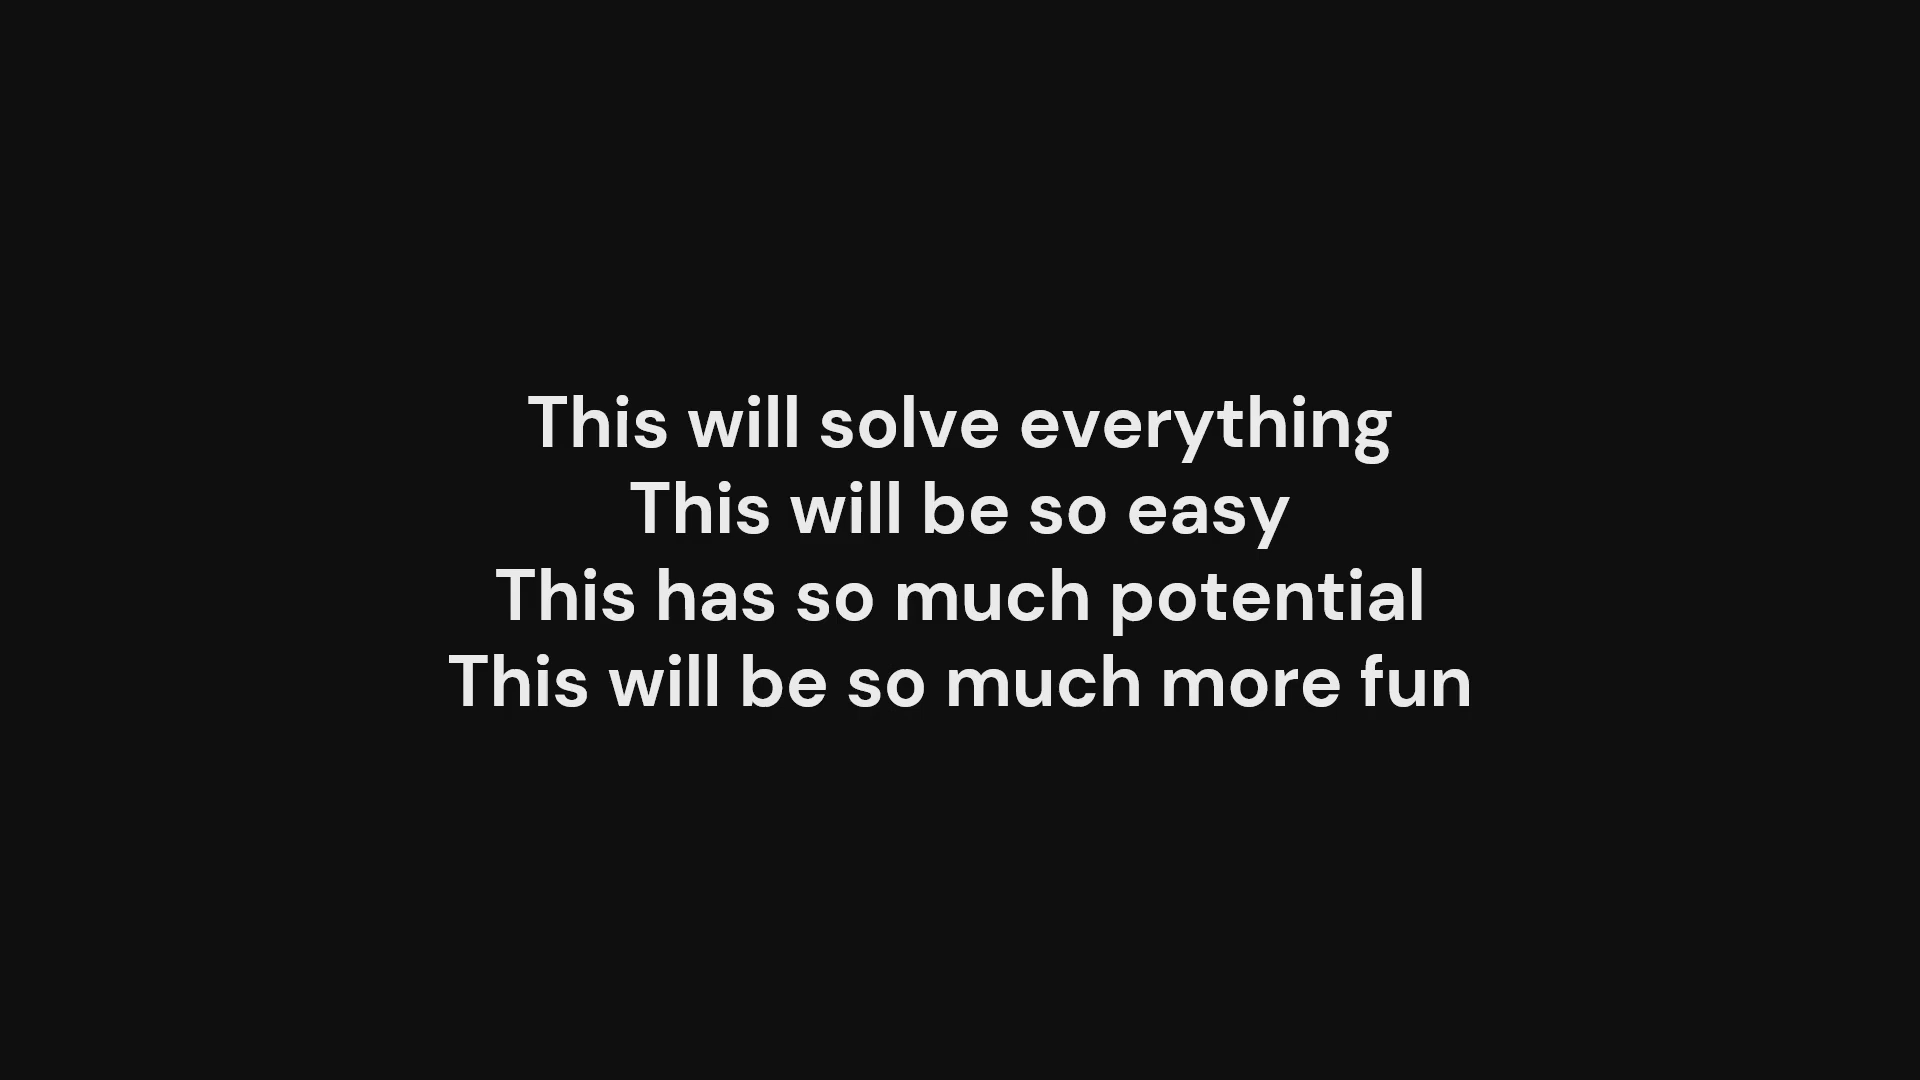 This will solve everything
This will be so easy
This has so much potential
This will be so much more fun